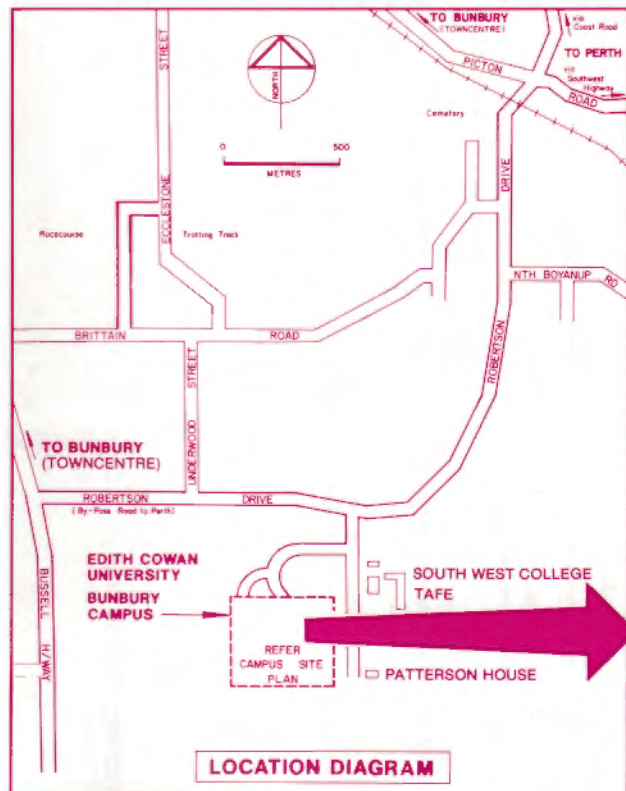 TO BUNBURY
(TOWNCENTRE)
via
Coast Road
TO PERTH
via
Southwest
Highway
PICTON
ROAD
STREET
ECCLESTONE
NORTH
0 500
METRES
Cemetery
DRIVE
ROBERTSON
Racecourse
Trotting Track
NTH BOYANUP RD
BRITTAIN ROAD
STREET
UNDERWOOD
TO BUNBURY
(TOWNCENTRE)
ROBERTSON DRIVE
(By-Pass Road to Perth)
BUSSELL H/WAY
EDITH COWAN
UNIVERSITY
BUNBURY
CAMPUS
SOUTH WEST COLLEGE
TAFE
REFER
CAMPUS SITE
PLAN
PATTERSON HOUSE
LOCATION DIAGRAM